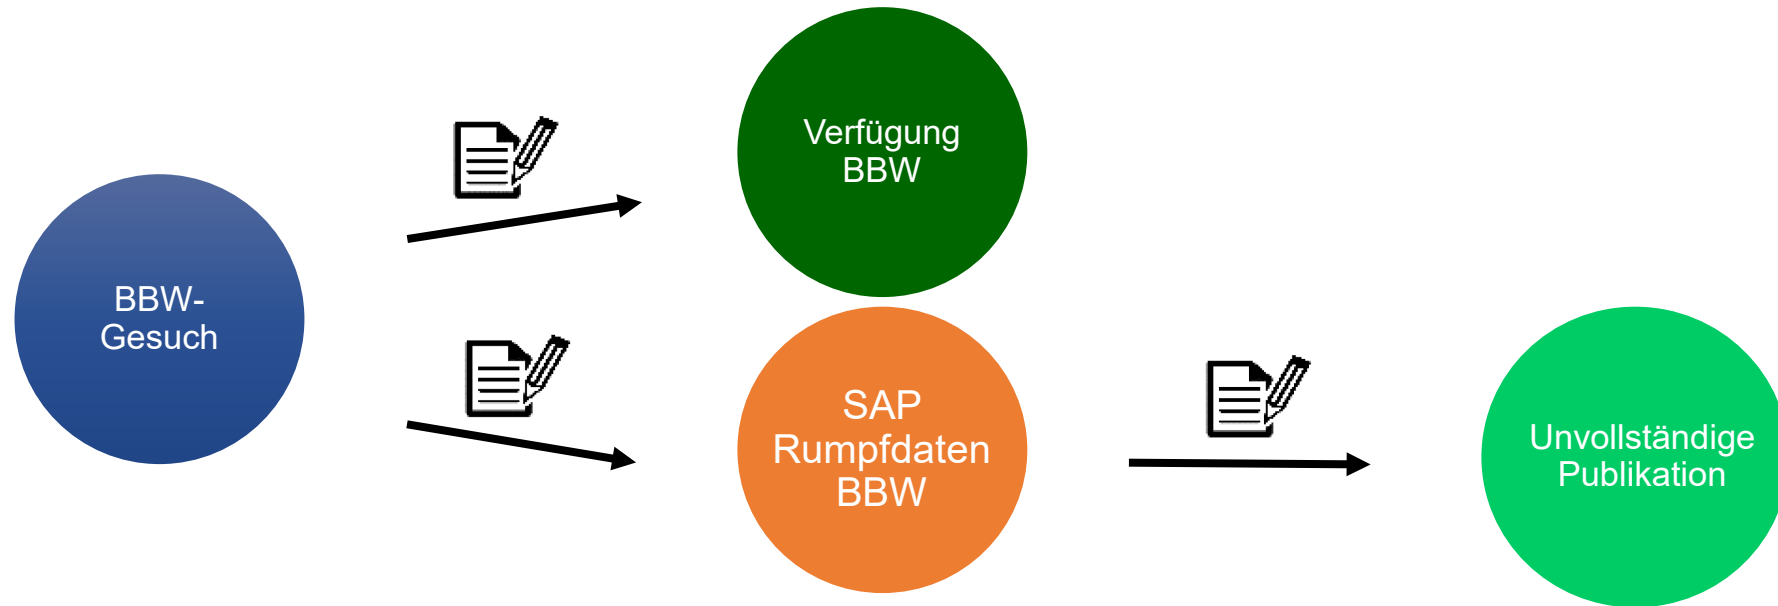 BBW-
Gesuch
Verfügung
BBW
SAP
Rumpfdaten
BBW
Unvollständige
Publikation